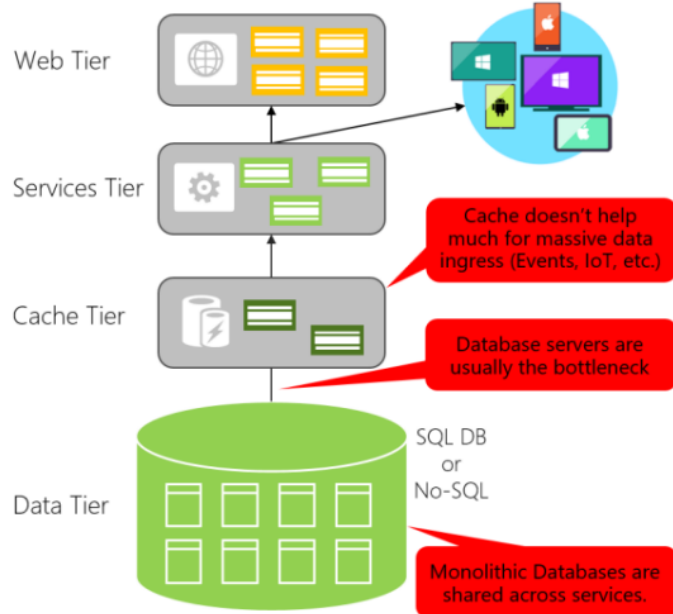 Web Tier
Services Tier
Cache doesn't help
much for massive data
ingress (Events, IoT, etc.)
Cache Tier
Database servers are
usually the bottleneck
SQL DB
or
No-SQL
Data Tier
Monolithic Databases are
shared across services.